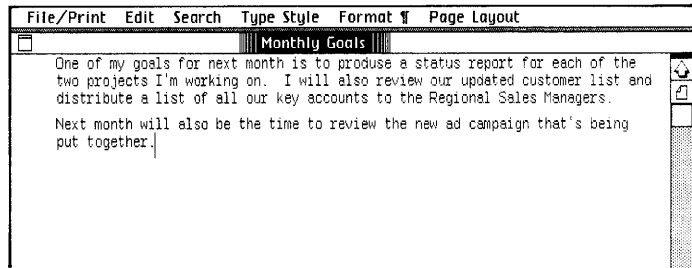 File/Print Edit Search Type Style Format ¶ Page Layout
Monthly Goals
One of my goals for next month is to produse a status report for each of the
two projects I'm working on. I will also review our updated customer list and
distribute a list of all our key accounts to the Regional Sales Managers.
Next month will also be the time to review the new ad campaign that's being
put together.